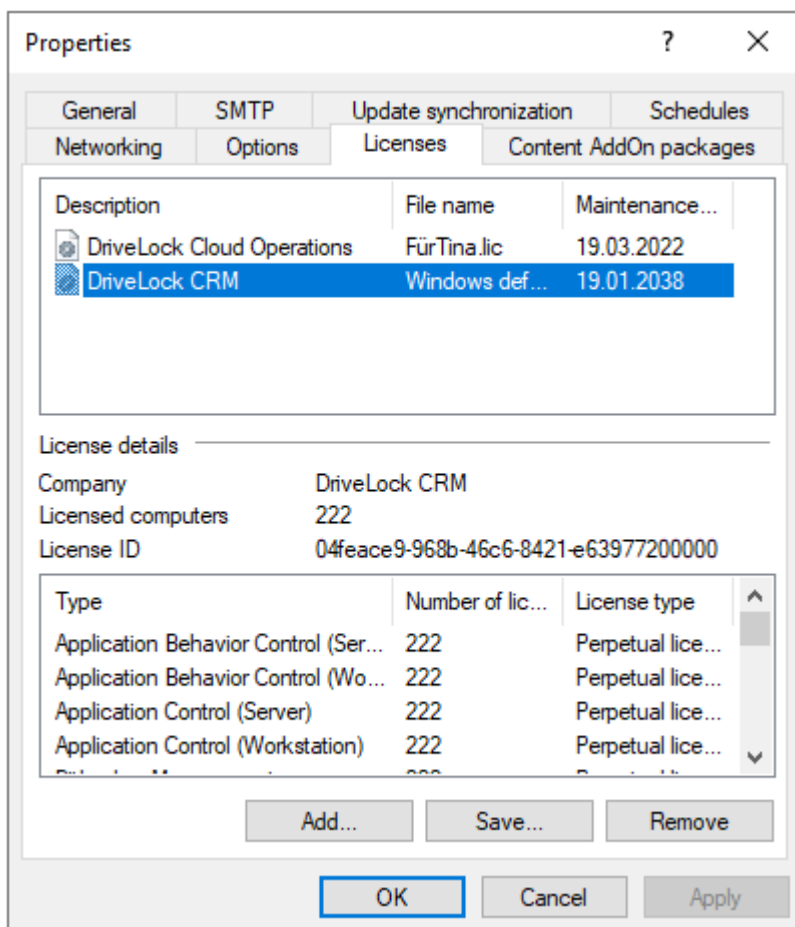 Properties ?
General SMTP Update synchronization Schedules
Networking Options Licenses Content AddOn packages
Description File name Maintenance...
DriveLock Cloud Operations FürTina.lic 19.03.2022
DriveLock CRM Windows def... 19.01.2038
License details
Company DriveLock CRM
Licensed computers 222
License ID 04feace9-968b-46c6-8421-e63977200000
Type Number of lic... License type
Application Behavior Control (Ser... 222 Perpetual lice...
Application Behavior Control (Wo... 222 Perpetual lice...
Application Control (Server) 222 Perpetual lice...
Application Control (Workstation) 222 Perpetual lice...
Add... Save... Remove
OK Cancel Apply